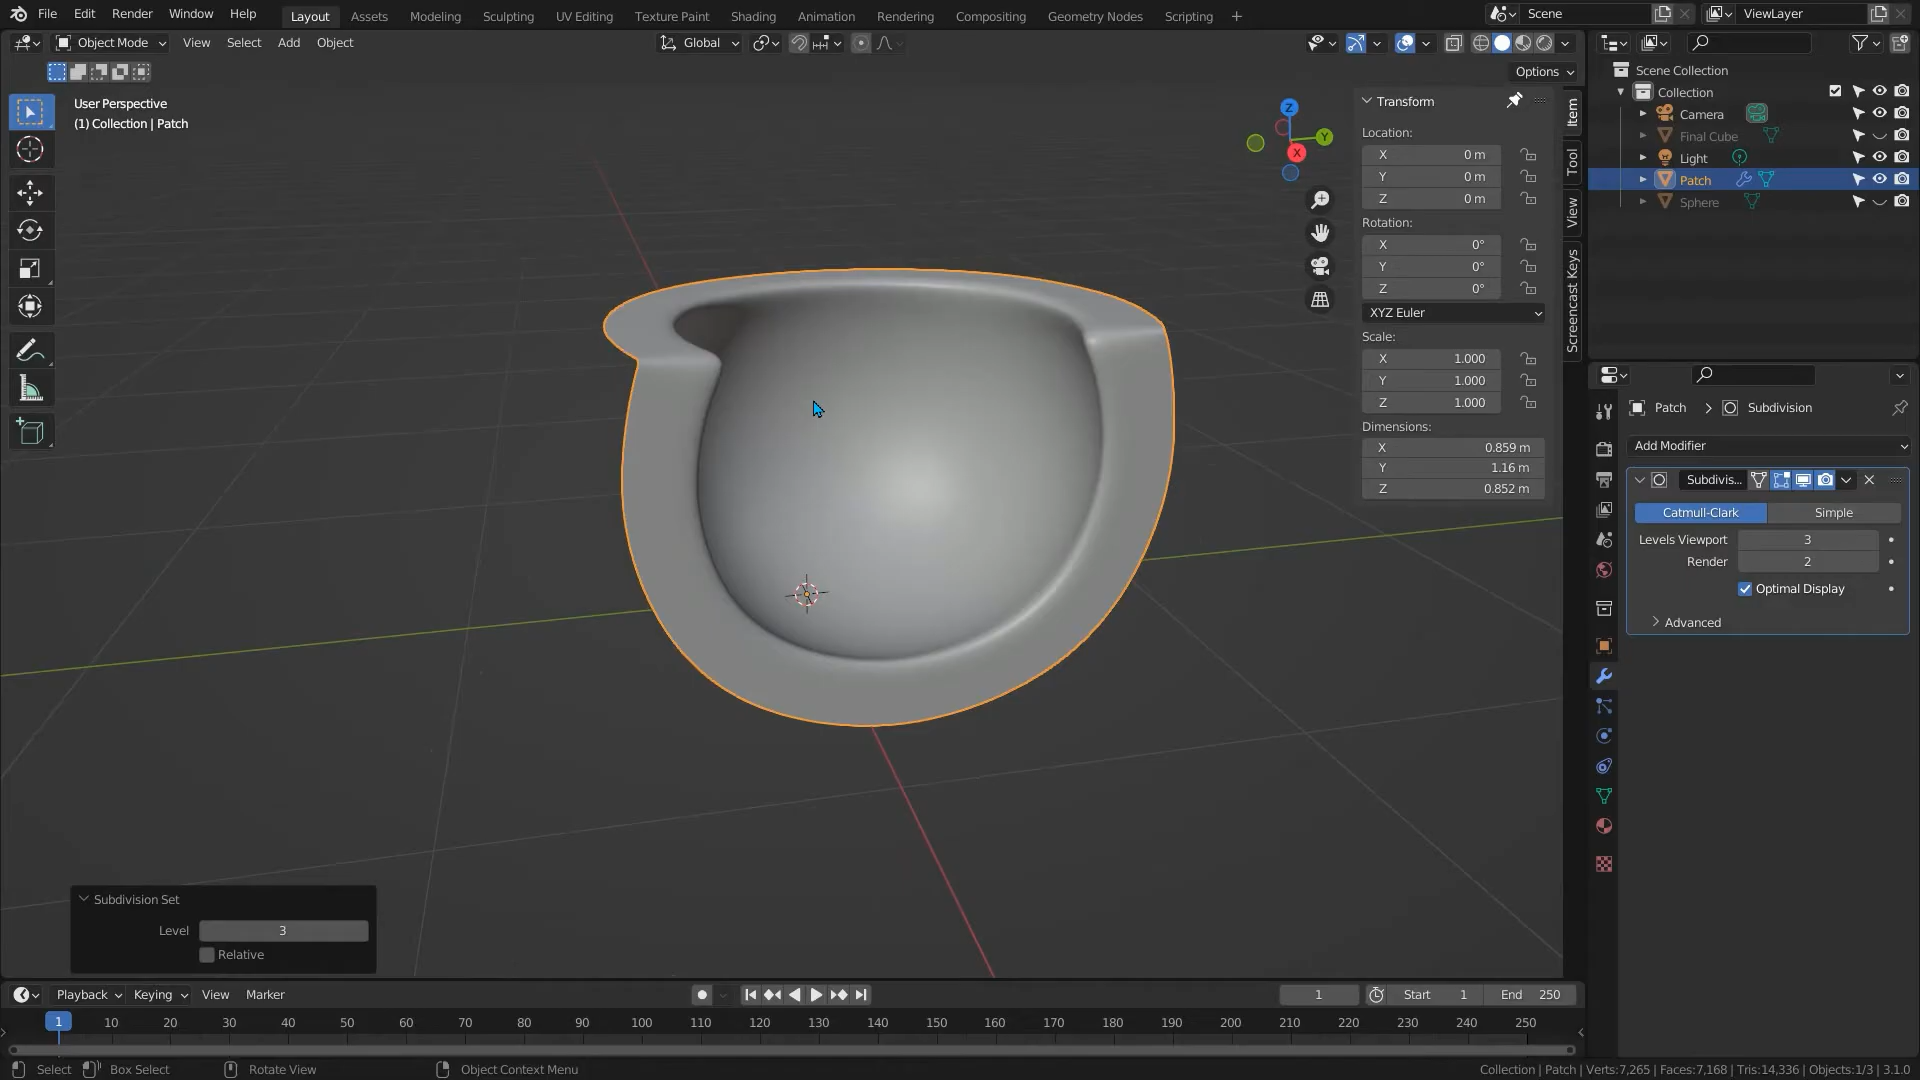 File Edit Render Window Help Layout Assets Modeling Sculpting UV Editing Texture Paint Shading Animation Rendering Compositing Geometry Nodes Scripting + Scene ViewLayer
Object Mode View Select Add Object Global
Options
User Perspective
(1) Collection | Patch
Z
Y
X
Transform
Location:
X 0 m
Y 0 m
Z 0 m
Rotation:
X 0°
Y 0°
Z 0°
XYZ Euler
Scale:
X 1.000
Y 1.000
Z 1.000
Dimensions:
X 0.859 m
Y 1.16 m
Z 0.852 m
Item
Tool
View
Screencast Keys
Scene Collection
Collection
Camera
Final Cube
Light
Patch
Sphere
Patch > Subdivision
Add Modifier
Subdivis...
Catmull-Clark Simple
Levels Viewport 3
Render 2
Optimal Display
Advanced
Subdivision Set
Level 3
Relative
Playback Keying View Marker 1 Start 1 End 250
1 10 20 30 40 50 60 70 80 90 100 110 120 130 140 150 160 170 180 190 200 210 220 230 240 250
Select Box Select Rotate View Object Context Menu Collection | Patch | Verts:7,265 | Faces:7,168 | Tris:14,336 | Objects:1/3 | 3.1.0